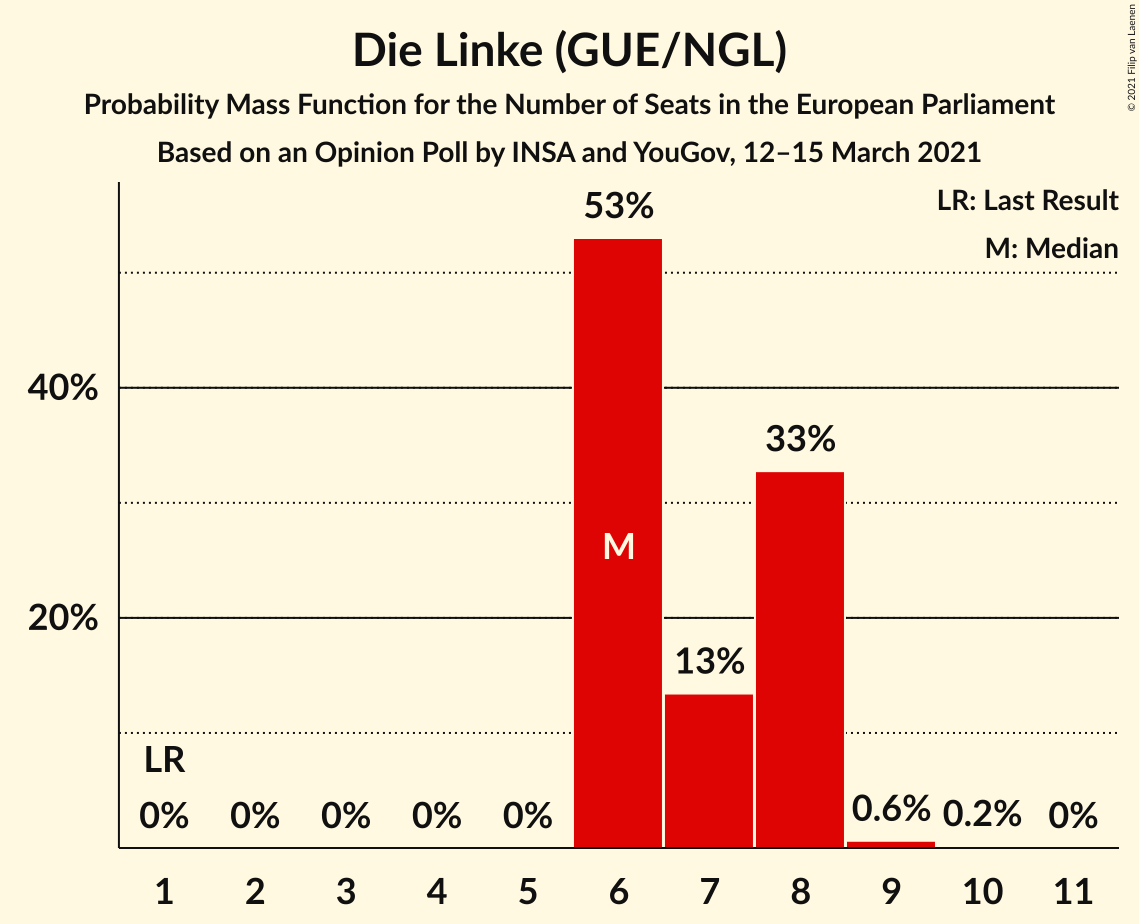 Die Linke (GUE/NGL)
Probability Mass Function for the Number of Seats in the European Parliament
Based on an Opinion Poll by INSA and YouGov, 12–15 March 2021
© 2021 Filip van Laenen
LR: Last Result
M: Median
53%
40%
33%
M
20%
13%
LR
0% 0% 0% 0% 0% 0.6% 0.2% 0%
1 2 3 4 5 6 7 8 9 10 11